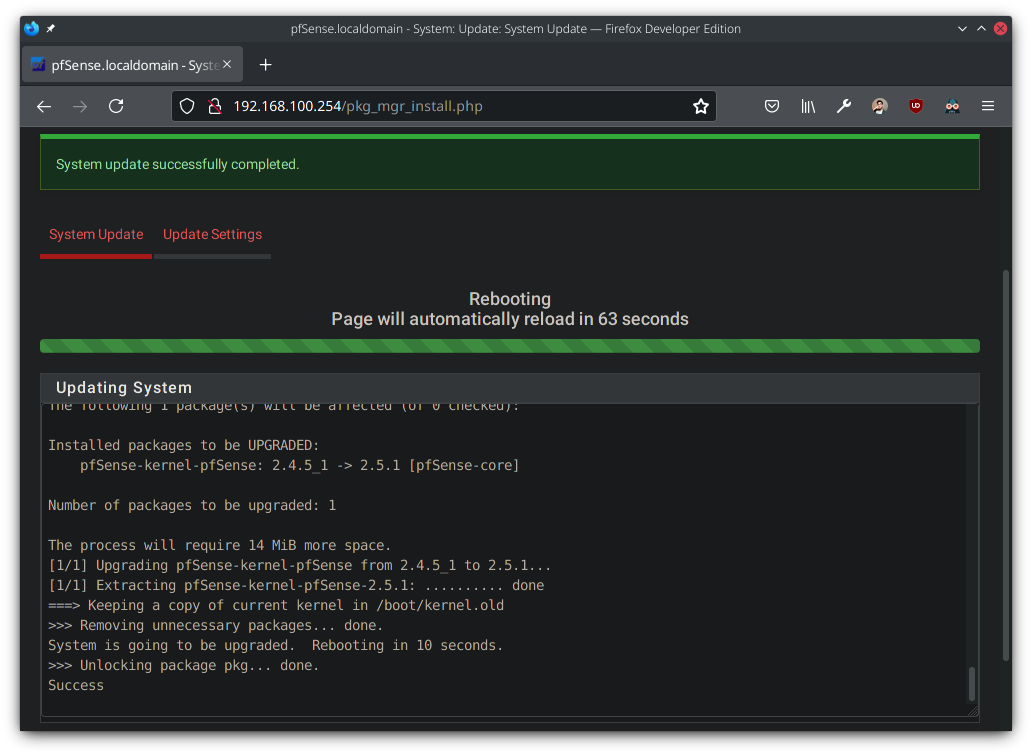 pfSense.localdomain - System: Update: System Update — Firefox Developer Edition
pfSense.localdomain - Syste
192.168.100.254/pkg_mgr_install.php
System update successfully completed.
System Update
Update Settings
Rebooting
Page will automatically reload in 63 seconds
Updating System
The following 1 package(s) will be affected (of 0 checked):
Installed packages to be UPGRADED:
pfSense-kernel-pfSense: 2.4.5_1 -> 2.5.1 [pfSense-core]
Number of packages to be upgraded: 1
The process will require 14 MiB more space.
[1/1] Upgrading pfSense-kernel-pfSense from 2.4.5_1 to 2.5.1...
[1/1] Extracting pfSense-kernel-pfSense-2.5.1: .......... done
===> Keeping a copy of current kernel in /boot/kernel.old
>>> Removing unnecessary packages... done.
System is going to be upgraded.  Rebooting in 10 seconds.
>>> Unlocking package pkg... done.
Success